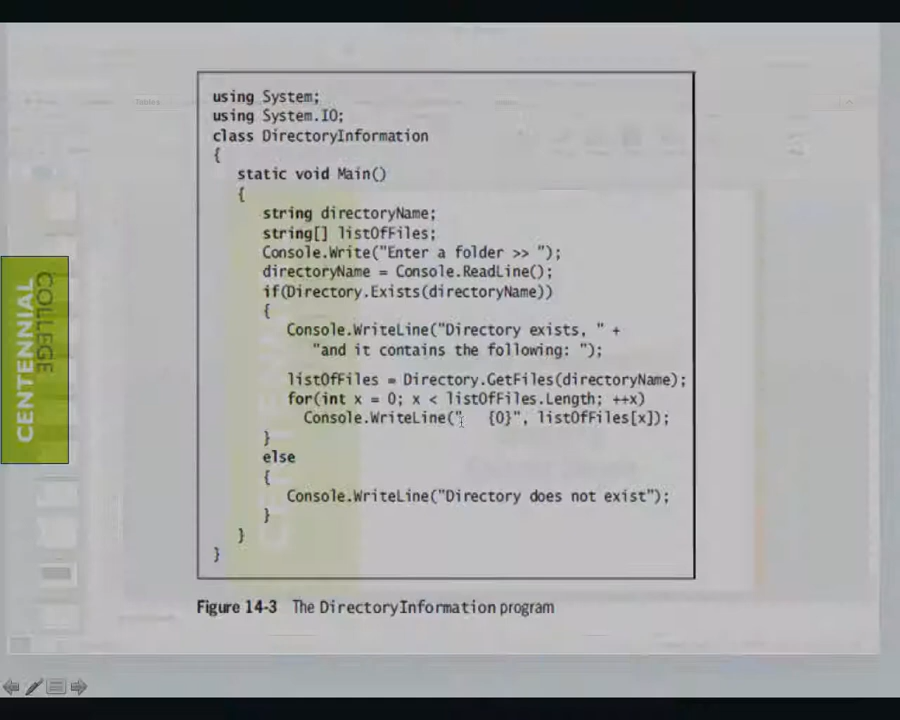 using System;
using System.IO;
class DirectoryInformation
{
static void Main()
{
string directoryName;
string[] listOfFiles;
Console.Write("Enter a folder >> ");
directoryName = Console.ReadLine();
if(Directory.Exists(directoryName))
{
Console.WriteLine("Directory exists, " +
"and it contains the following: ");
listOfFiles = Directory.GetFiles(directoryName);
for(int x = 0; x < listOfFiles.Length; ++x)
Console.WriteLine("   {0}", listOfFiles[x]);
}
else
{
Console.WriteLine("Directory does not exist");
}
}
}
Figure 14-3 The DirectoryInformation program
CENTENNIAL
COLLEGE